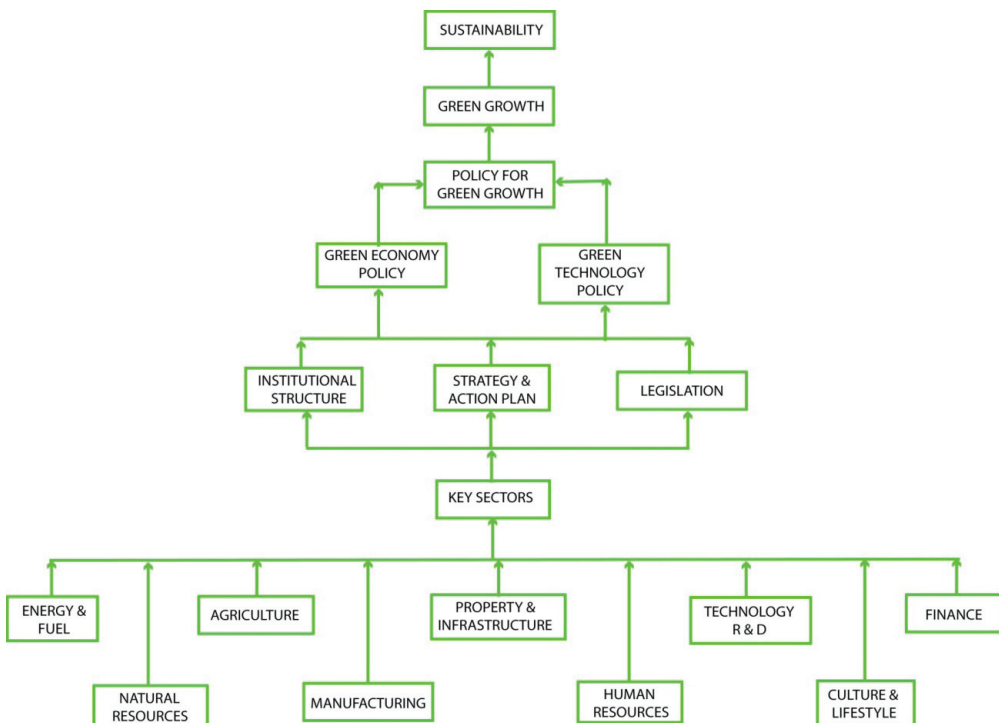 SUSTAINABILITY
GREEN GROWTH
POLICY FOR
GREEN GROWTH
GREEN ECONOMY
POLICY
GREEN
TECHNOLOGY
POLICY
INSTITUTIONAL
STRUCTURE
STRATEGY &
ACTION PLAN
LEGISLATION
KEY SECTORS
ENERGY &
FUEL
AGRICULTURE
PROPERTY &
INFRASTRUCTURE
TECHNOLOGY
R & D
FINANCE
NATURAL
RESOURCES
MANUFACTURING
HUMAN
RESOURCES
CULTURE &
LIFESTYLE